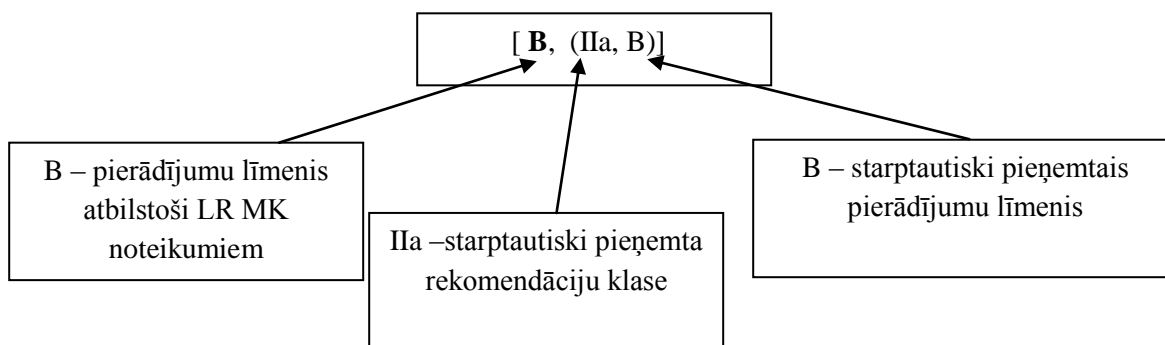 [ B, (IIa, B)]
B – pierādījumu līmenis
atbilstoši LR MK
noteikumiem
IIa –starptautiski pieņemta
rekomendāciju klase
B – starptautiski pieņemtais
pierādījumu līmenis